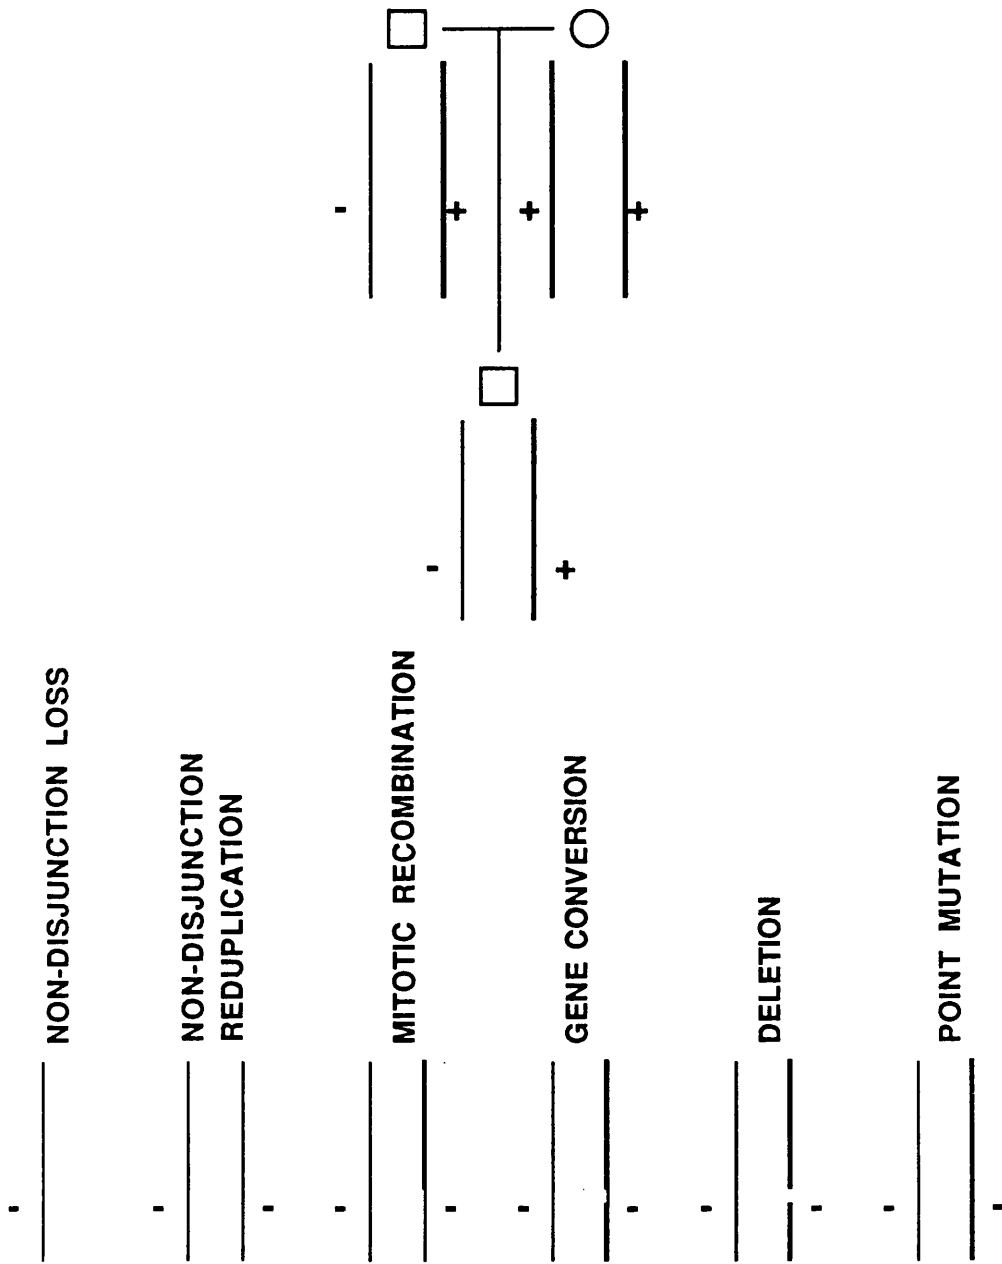 -
NON-DISJUNCTION LOSS
-
NON-DISJUNCTION
REDUPLICATION
-
-
MITOTIC RECOMBINATION
-
-
GENE CONVERSION
-
-
DELETION
-
-
POINT MUTATION
-
-
+
-
+
+
+